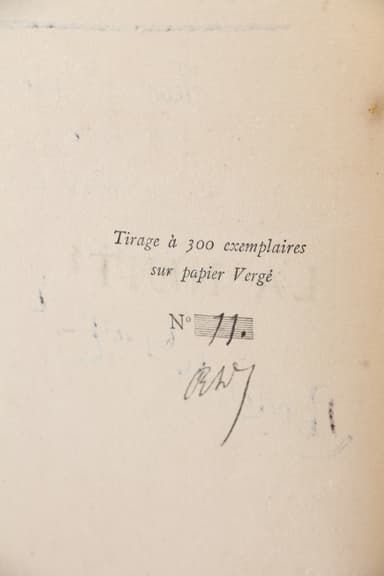 Tirage à 300 exemplaires
sur papier Vergé
N° 11.